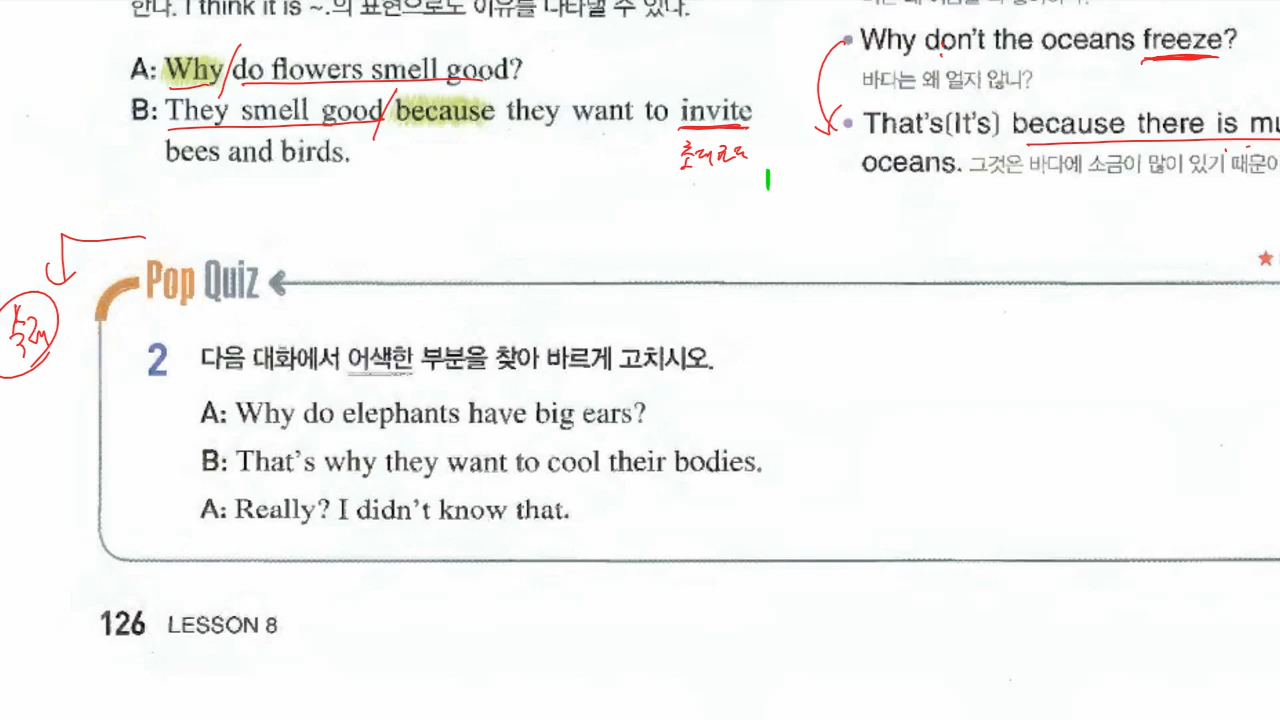 한다. I think it is ~.의 표현으로도 이유를 나타낼 수 있다.
A: Why do flowers smell good?
B: They smell good because they want to invite
bees and birds.
초대하다
Why don't the oceans freeze?
바다는 왜 얼지 않니?
That's(It's) because there is mu
oceans. 그것은 바다에 소금이 많이 있기 때문이
Pop Quiz
숙제
2 다음 대화에서 어색한 부분을 찾아 바르게 고치시오.
A: Why do elephants have big ears?
B: That's why they want to cool their bodies.
A: Really? I didn't know that.
126 LESSON 8